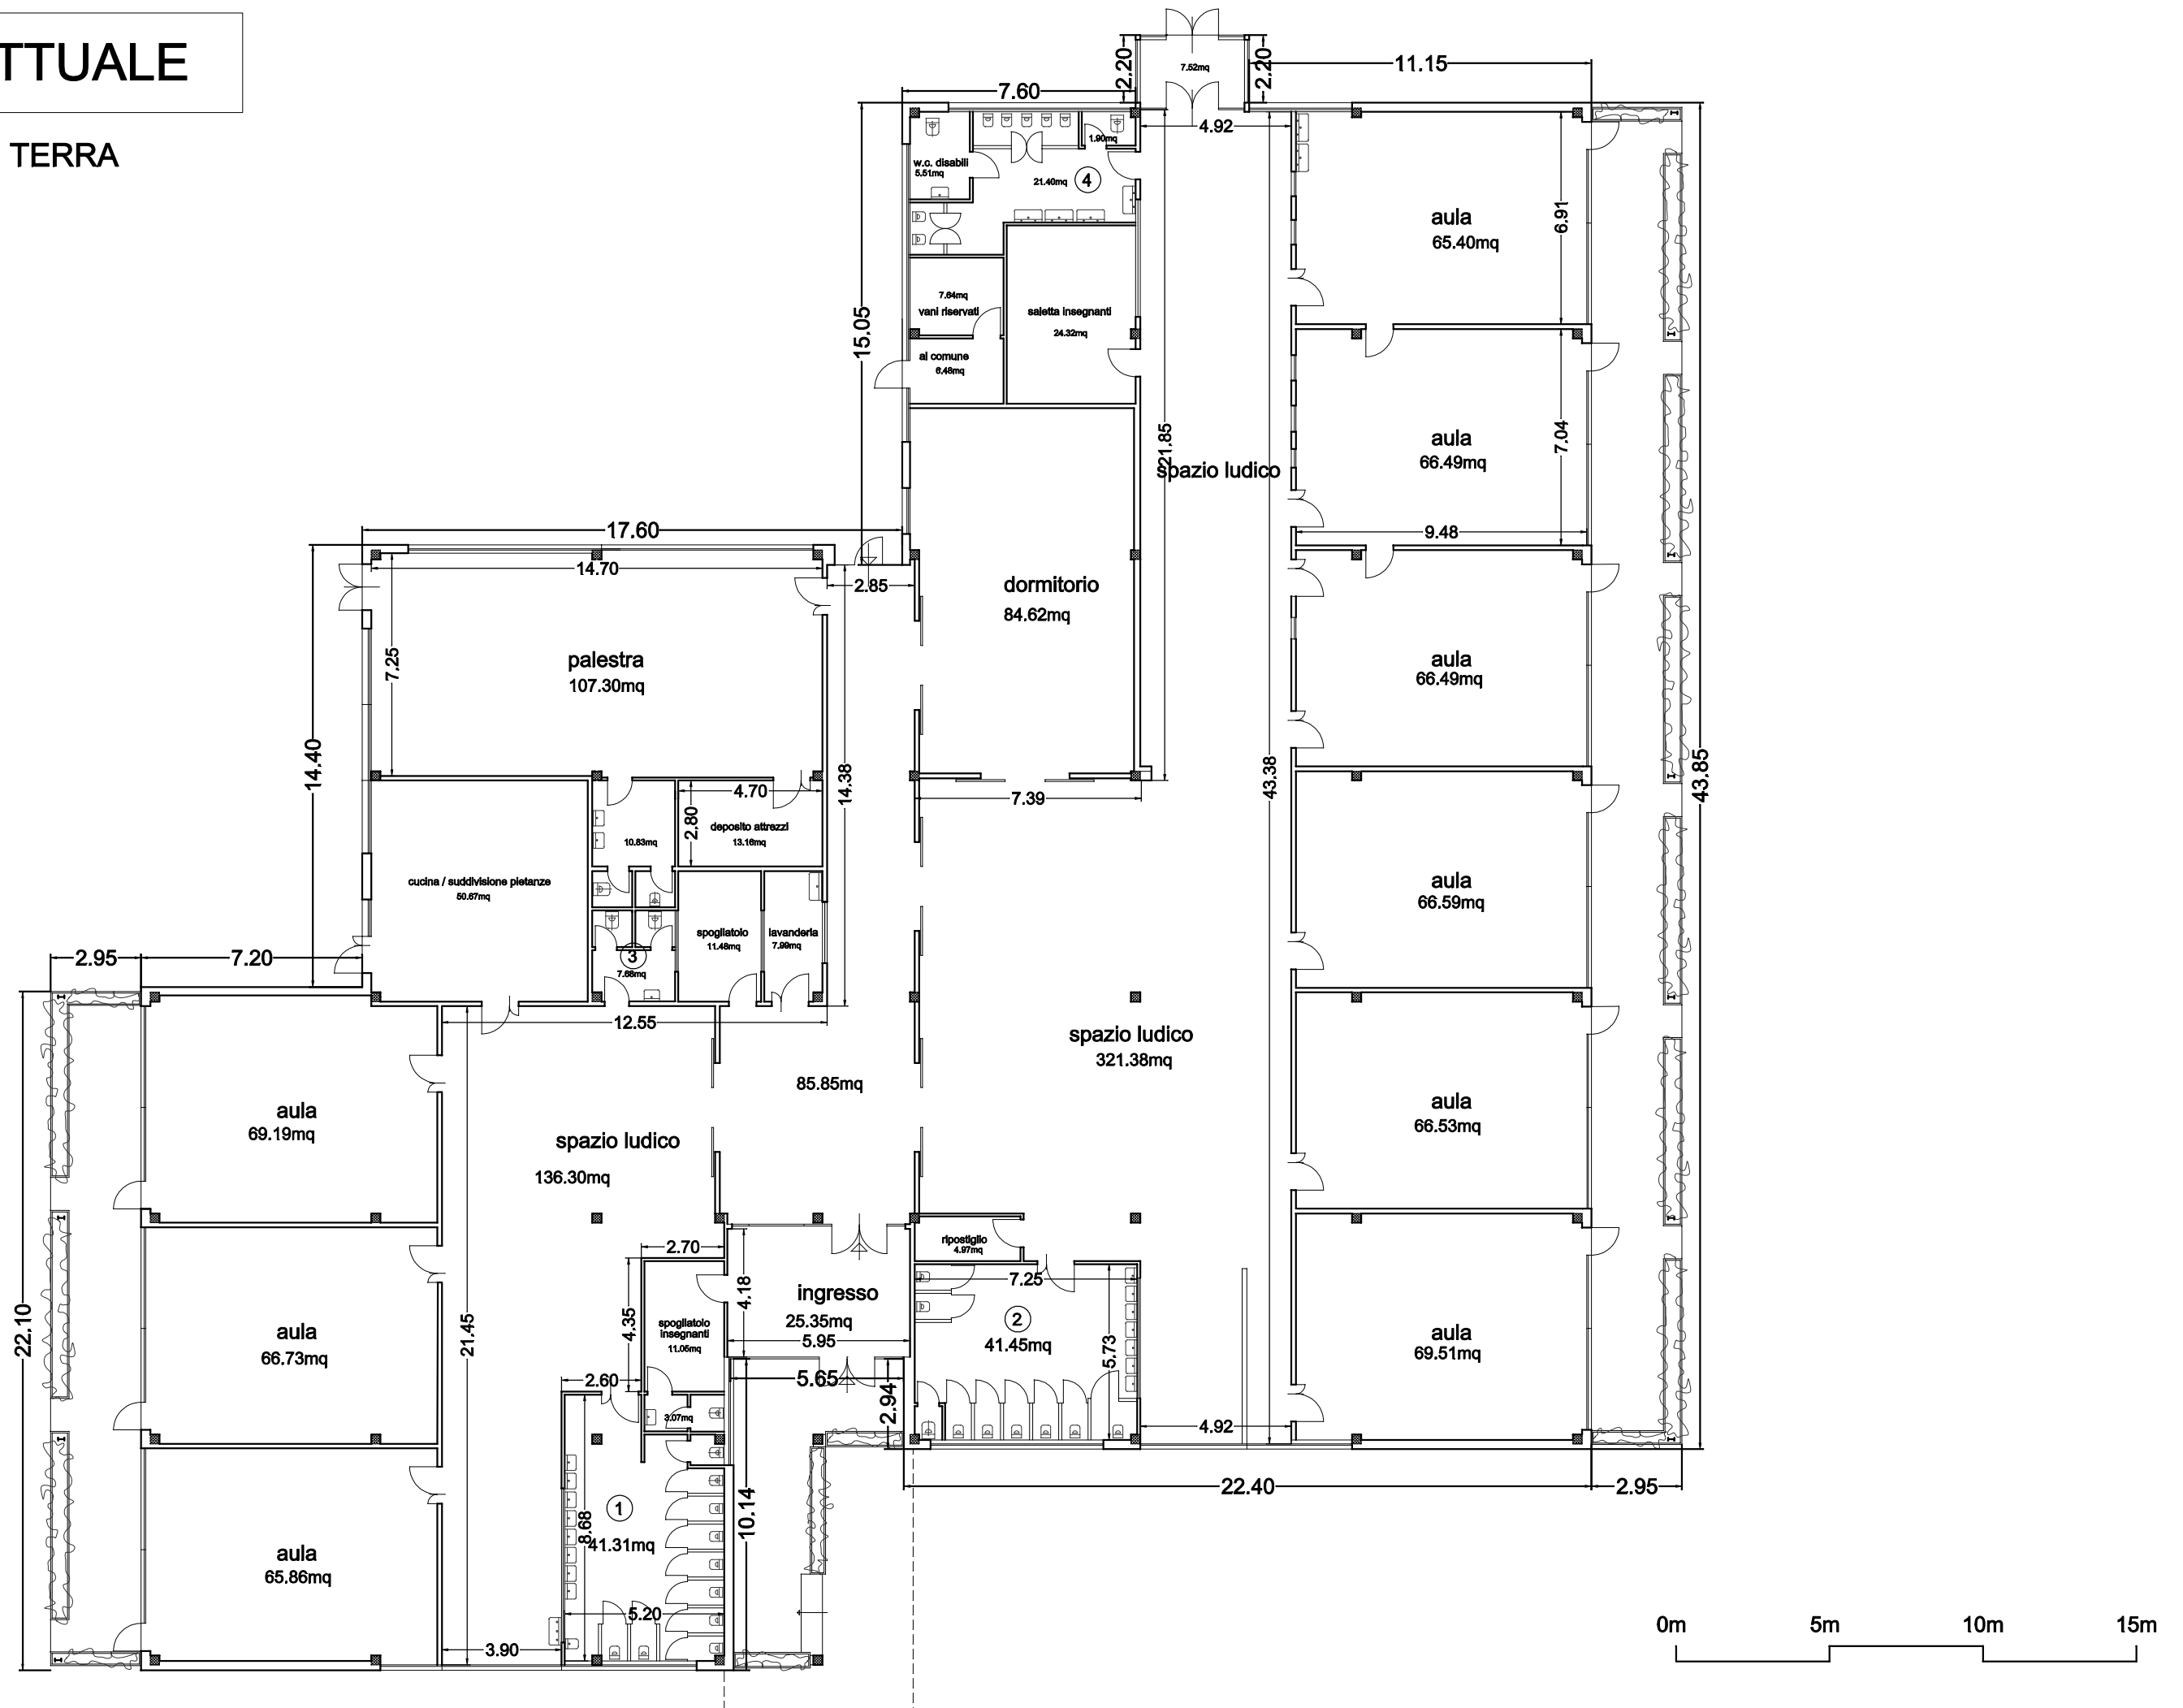 TTUALE
TERRA
2.20
7.52mq
2.20
11.15
7.60
4.92
1.90mq
w.c. disabili
5.51mq
21.40mq
4
aula
65.40mq
6.91
7.64mq
vani riservati
saletta insegnanti
24.32mq
15.05
al comune
6.48mq
21.85
spazio ludico
aula
66.49mq
7.04
9.48
17.60
14.70
2.85
dormitorio
84.62mq
palestra
107.30mq
7.25
aula
66.49mq
14.40
14.38
43.38
43.85
4.70
2.80
7.39
deposito attrezzi
13.16mq
10.83mq
cucina / suddivisione pietanze
50.67mq
aula
66.59mq
spogliatoio
11.48mq
lavanderia
7.99mq
3
7.68mq
2.95
7.20
12.55
spazio ludico
321.38mq
85.85mq
aula
69.19mq
aula
66.53mq
spazio ludico
136.30mq
ripostiglio
4.97mq
2.70
7.25
4.18
ingresso
25.35mq
5.95
4.35
spogliatoio
insegnanti
11.05mq
2
41.45mq
5.73
22.10
21.45
aula
66.73mq
aula
69.51mq
5.65
2.60
2.94
3.07mq
4.92
22.40
2.95
1
41.31mq
8.68
10.14
aula
65.86mq
5.20
3.90
0m
5m
10m
15m